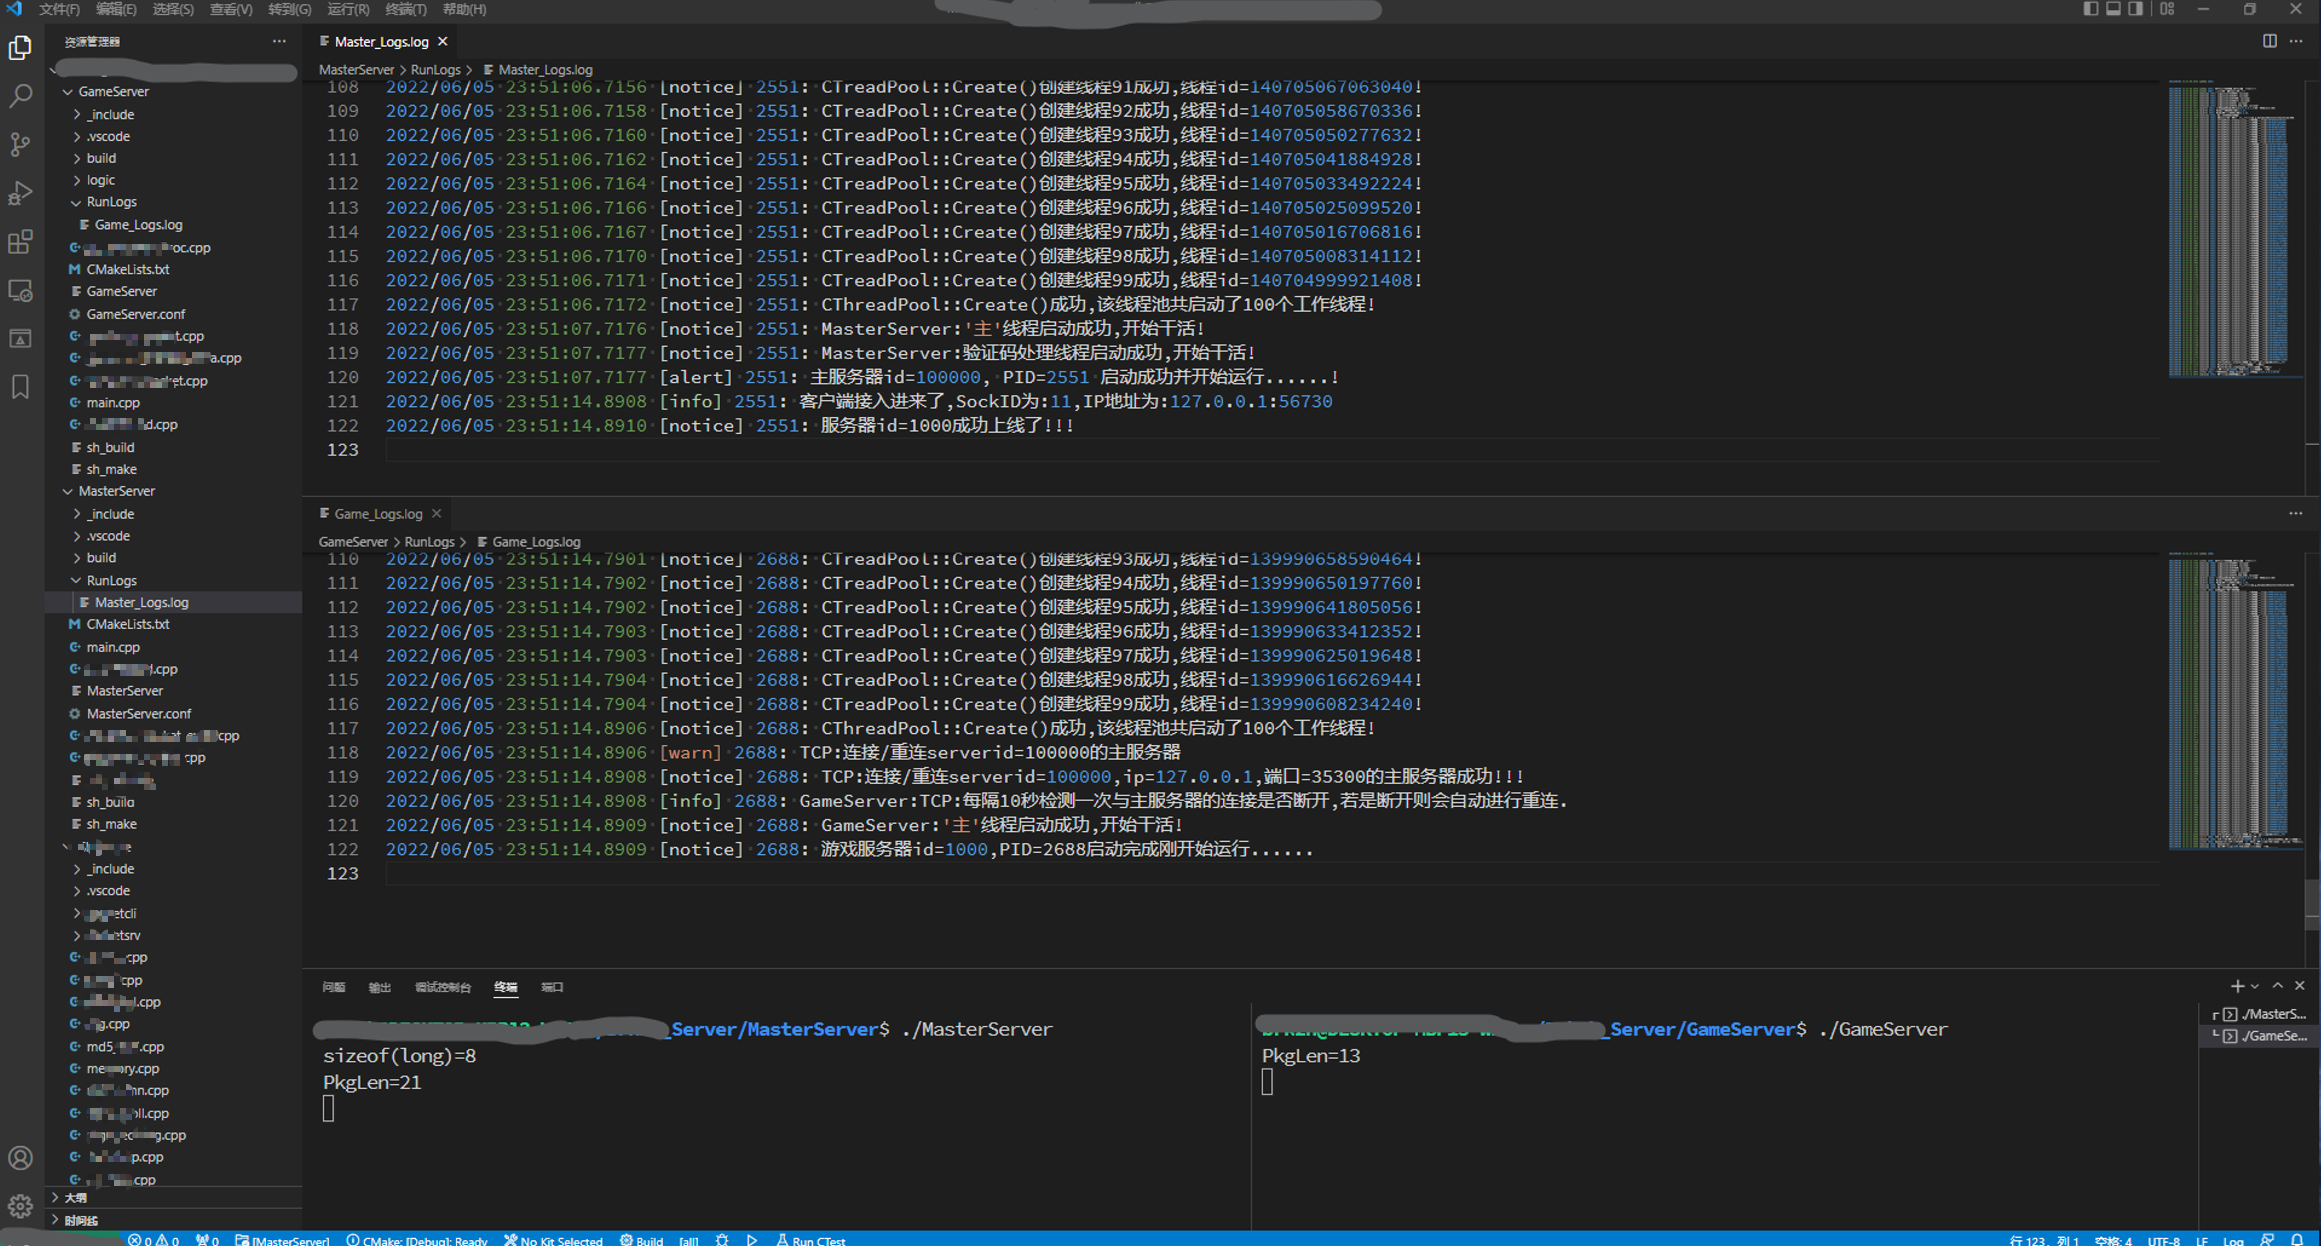 文件(F) 编辑(E) 选择(S) 查看(V) 转到(G) 运行(R) 终端(T) 帮助(H)
资源管理器
GameServer
_include
.vscode
build
logic
RunLogs
Game_Logs.log
roc.cpp
CMakeLists.txt
GameServer
GameServer.conf
t.cpp
a.cpp
ket.cpp
main.cpp
d.cpp
sh_build
sh_make
MasterServer
_include
.vscode
build
RunLogs
Master_Logs.log
CMakeLists.txt
main.cpp
.cpp
MasterServer
MasterServer.conf
cpp
cpp
sh_build
sh_make
_include
.vscode
etcli
etsrv
.cpp
cpp
.cpp
g.cpp
md5_ .cpp
memory.cpp
nn.cpp
ll.cpp
g.cpp
p.cpp
.cpp
大纲
时间线
Master_Logs.log
MasterServer > RunLogs > Master_Logs.log
108 2022/06/05 23:51:06.7156 [notice] 2551: CTreadPool::Create()创建线程91成功,线程id=140705067063040!
109 2022/06/05 23:51:06.7158 [notice] 2551: CTreadPool::Create()创建线程92成功,线程id=140705058670336!
110 2022/06/05 23:51:06.7160 [notice] 2551: CTreadPool::Create()创建线程93成功,线程id=140705050277632!
111 2022/06/05 23:51:06.7162 [notice] 2551: CTreadPool::Create()创建线程94成功,线程id=140705041884928!
112 2022/06/05 23:51:06.7164 [notice] 2551: CTreadPool::Create()创建线程95成功,线程id=140705033492224!
113 2022/06/05 23:51:06.7166 [notice] 2551: CTreadPool::Create()创建线程96成功,线程id=140705025099520!
114 2022/06/05 23:51:06.7167 [notice] 2551: CTreadPool::Create()创建线程97成功,线程id=140705016706816!
115 2022/06/05 23:51:06.7170 [notice] 2551: CTreadPool::Create()创建线程98成功,线程id=140705008314112!
116 2022/06/05 23:51:06.7171 [notice] 2551: CTreadPool::Create()创建线程99成功,线程id=140704999921408!
117 2022/06/05 23:51:06.7172 [notice] 2551: CThreadPool::Create()成功,该线程池共启动了100个工作线程!
118 2022/06/05 23:51:07.7176 [notice] 2551: MasterServer:'主'线程启动成功,开始干活!
119 2022/06/05 23:51:07.7177 [notice] 2551: MasterServer:验证码处理线程启动成功,开始干活!
120 2022/06/05 23:51:07.7177 [alert] 2551: 主服务器id=100000, PID=2551 启动成功并开始运行......!
121 2022/06/05 23:51:14.8908 [info] 2551: 客户端接入进来了,SockID为:11,IP地址为:127.0.0.1:56730
122 2022/06/05 23:51:14.8910 [notice] 2551: 服务器id=1000成功上线了!!!
123
Game_Logs.log
GameServer > RunLogs > Game_Logs.log
110 2022/06/05 23:51:14.7901 [notice] 2688: CTreadPool::Create()创建线程93成功,线程id=139990658590464!
111 2022/06/05 23:51:14.7902 [notice] 2688: CTreadPool::Create()创建线程94成功,线程id=139990650197760!
112 2022/06/05 23:51:14.7902 [notice] 2688: CTreadPool::Create()创建线程95成功,线程id=139990641805056!
113 2022/06/05 23:51:14.7903 [notice] 2688: CTreadPool::Create()创建线程96成功,线程id=139990633412352!
114 2022/06/05 23:51:14.7903 [notice] 2688: CTreadPool::Create()创建线程97成功,线程id=139990625019648!
115 2022/06/05 23:51:14.7904 [notice] 2688: CTreadPool::Create()创建线程98成功,线程id=139990616626944!
116 2022/06/05 23:51:14.7904 [notice] 2688: CTreadPool::Create()创建线程99成功,线程id=139990608234240!
117 2022/06/05 23:51:14.8906 [notice] 2688: CThreadPool::Create()成功,该线程池共启动了100个工作线程!
118 2022/06/05 23:51:14.8906 [warn] 2688: TCP:连接/重连serverid=100000的主服务器
119 2022/06/05 23:51:14.8908 [notice] 2688: TCP:连接/重连serverid=100000,ip=127.0.0.1,端口=35300的主服务器成功!!!
120 2022/06/05 23:51:14.8908 [info] 2688: GameServer:TCP:每隔10秒检测一次与主服务器的连接是否断开,若是断开则会自动进行重连.
121 2022/06/05 23:51:14.8909 [notice] 2688: GameServer:'主'线程启动成功,开始干活!
122 2022/06/05 23:51:14.8909 [notice] 2688: 游戏服务器id=1000,PID=2688启动完成刚开始运行......
123
问题 输出 调试控制台 终端 端口
_Server/MasterServer$ ./MasterServer
sizeof(long)=8
PkgLen=21
_Server/GameServer$ ./GameServer
PkgLen=13
./MasterS...
./GameSe...
0 0 0 [MasterServer] CMake: [Debug]: Ready No Kit Selected Build [all] Run CTest 行 123, 列 1 空格: 4 UTF-8 LF Log